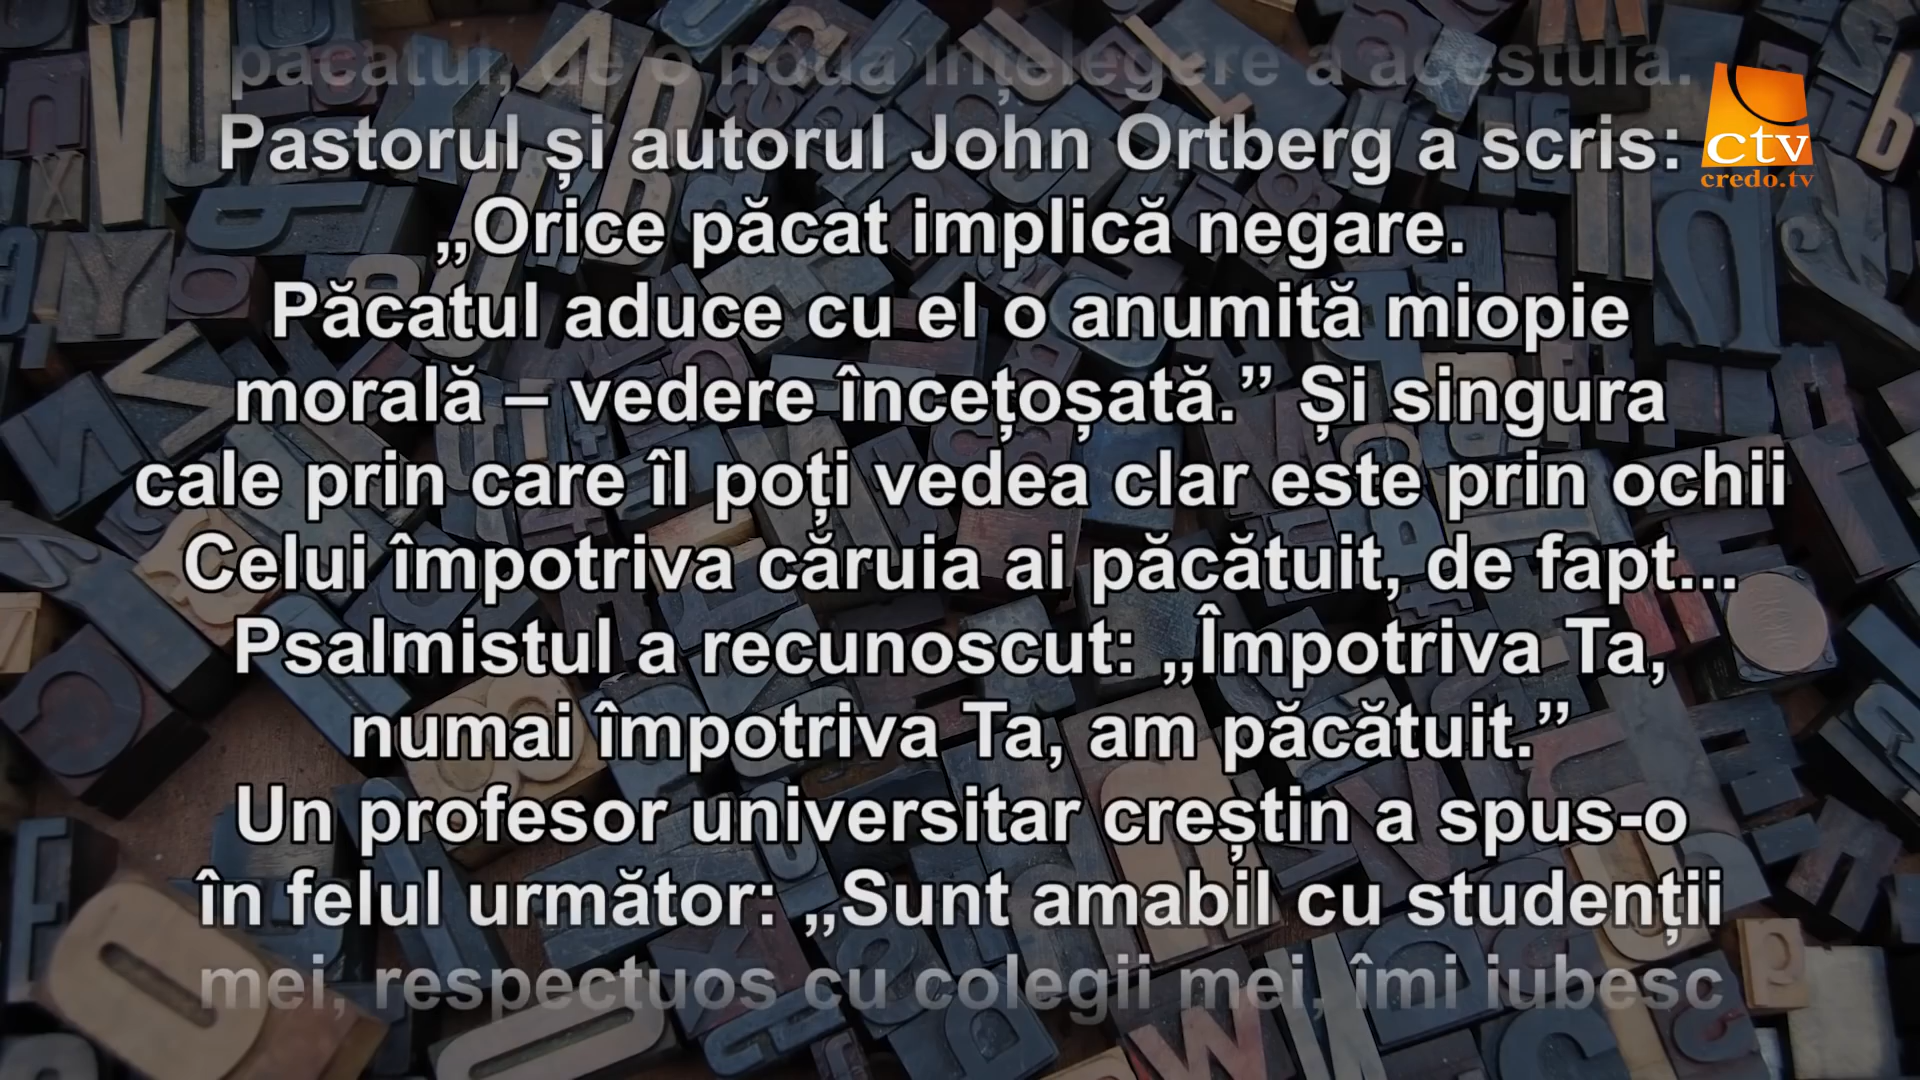 păcatul, de o nouă înțelegere a acestuia.
Pastorul și autorul John Ortberg a scris:
„Orice păcat implică negare.
Păcatul aduce cu el o anumită miopie
morală – vedere încețoșată.” Și singura
cale prin care îl poți vedea clar este prin ochii
Celui împotriva căruia ai păcătuit, de fapt...
Psalmistul a recunoscut: „Împotriva Ta,
numai împotriva Ta, am păcătuit.”
Un profesor universitar creștin a spus-o
în felul următor: „Sunt amabil cu studenții
mei, respectuos cu colegii mei, îmi iubesc
ctv
credo.tv